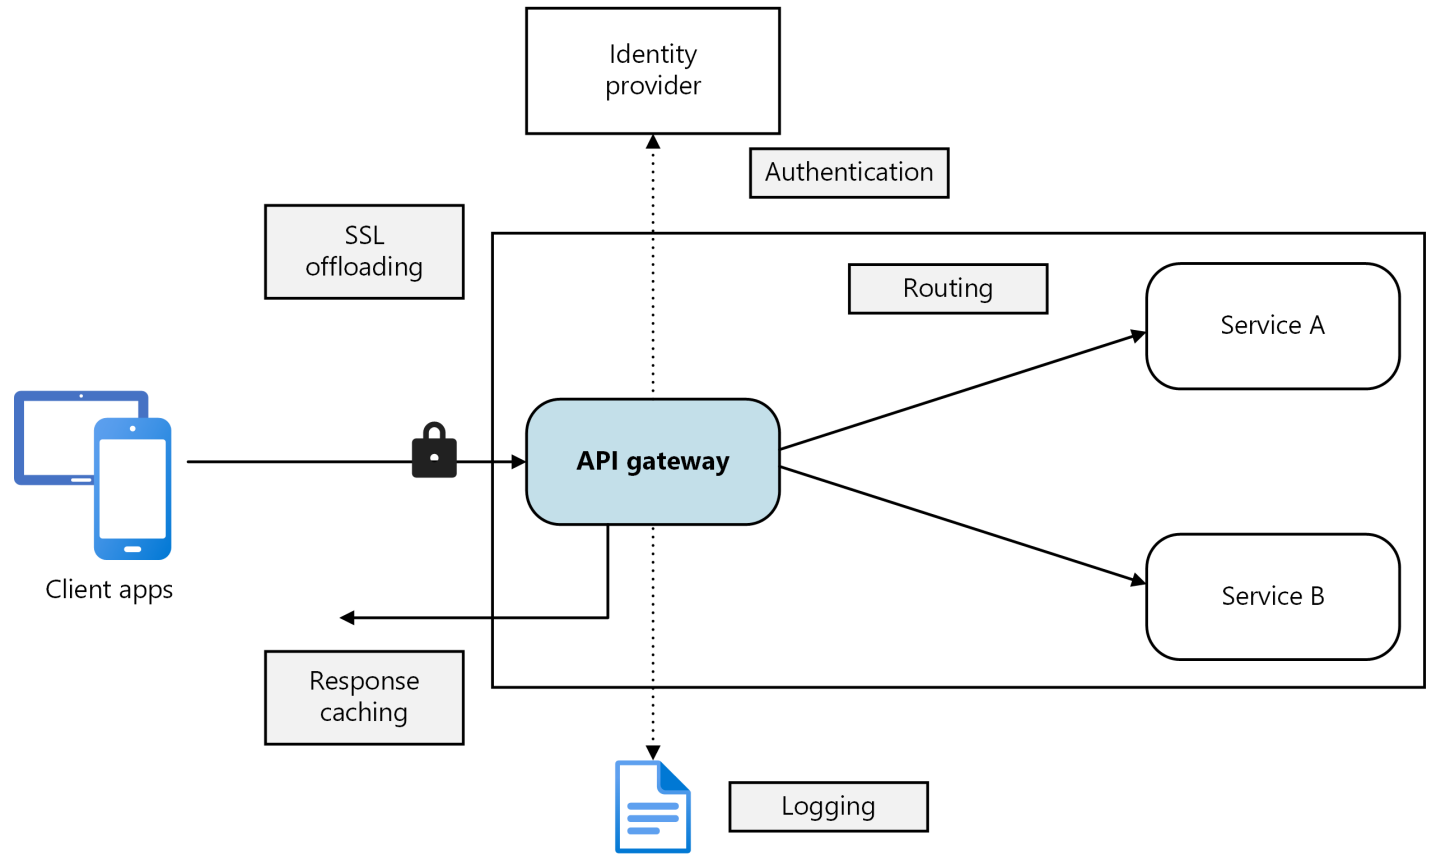 Identity
provider
Authentication
SSL
offloading
Routing
Service A
API gateway
Client apps
Service B
Response
caching
Logging